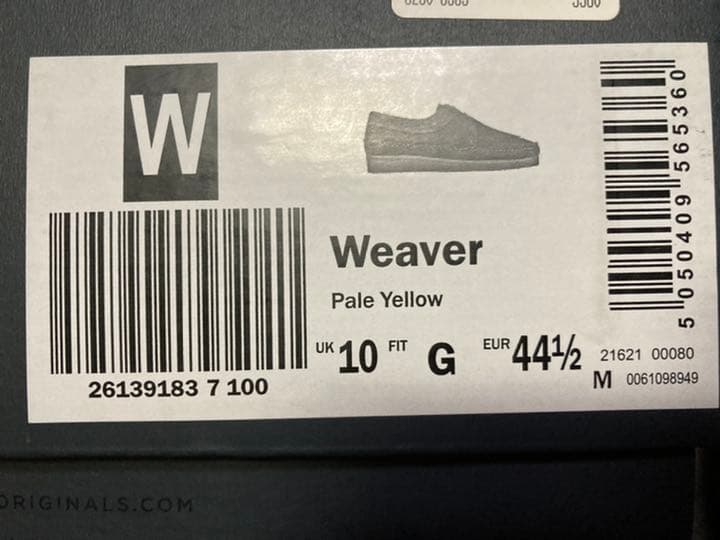 W
Weaver
Pale Yellow
UK 10 FIT G EUR 44½
26139183 7 100
5 050409 565360
21621 00080
M 0061098949
ORIGINALS.COM